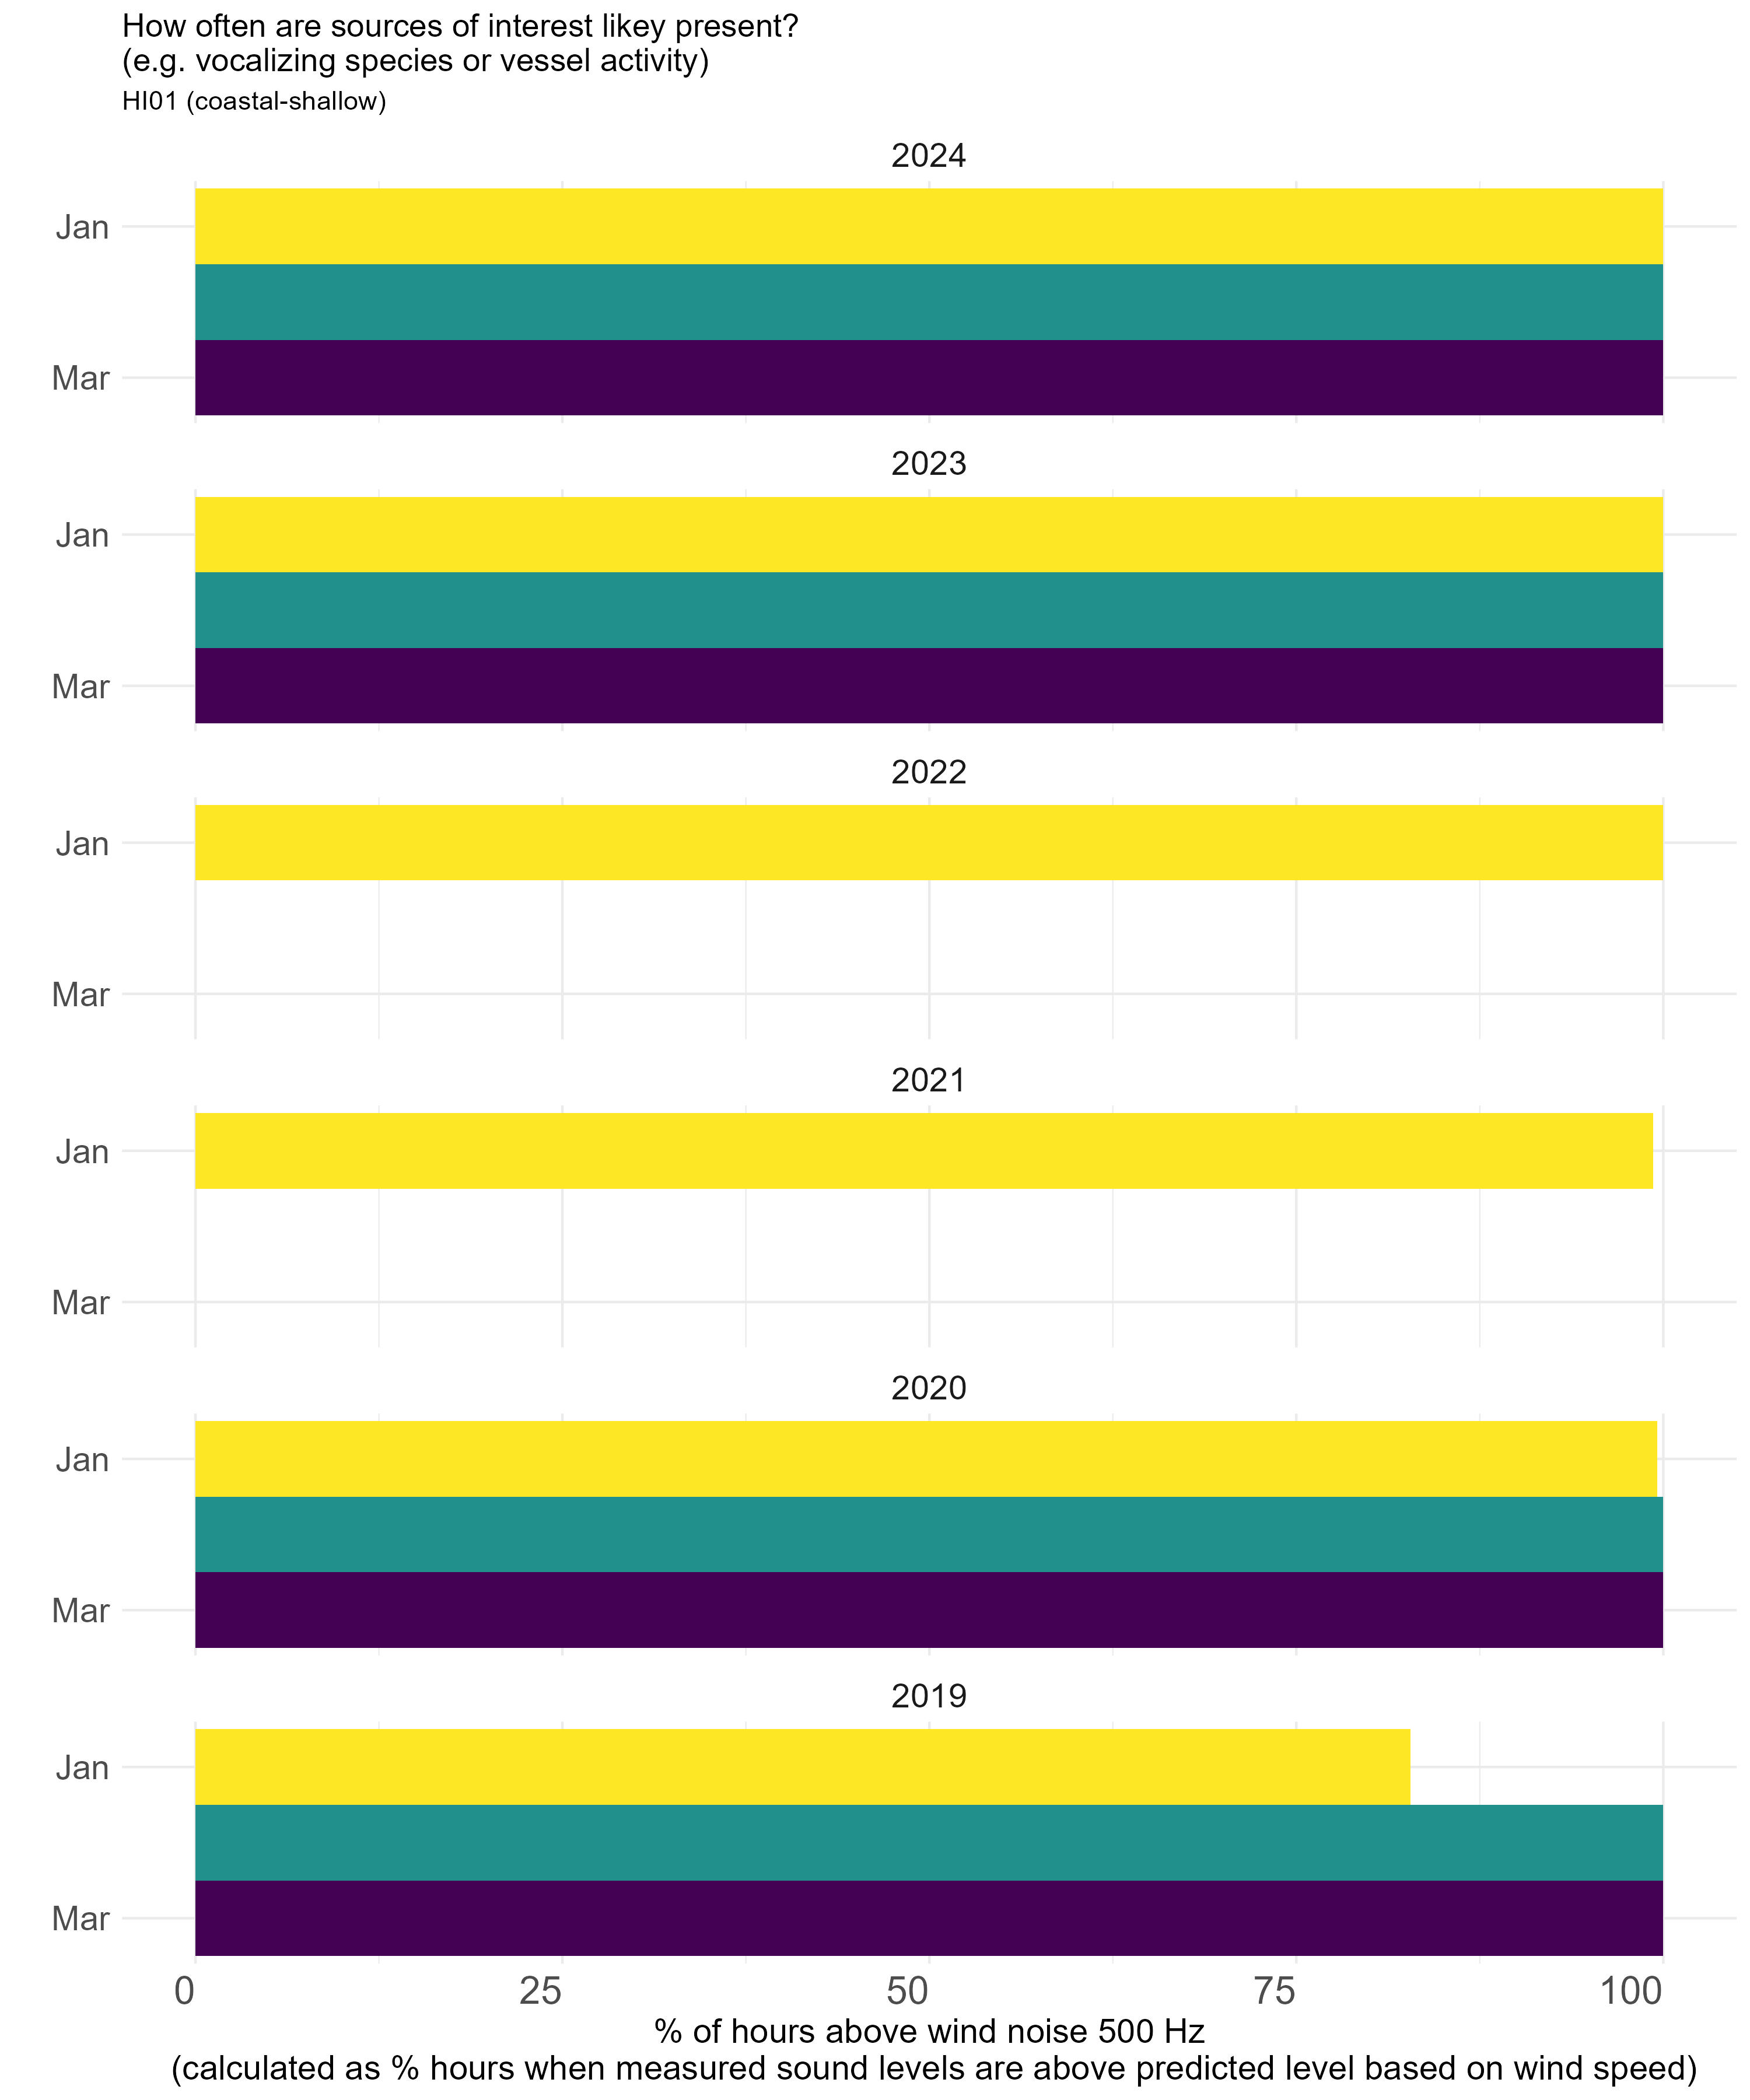 How often are sources of interest likey present?
(e.g. vocalizing species or vessel activity)
HI01 (coastal-shallow)
2024
Jan
Mar
2023
Jan
Mar
2022
Jan
Mar
2021
Jan
Mar
2020
Jan
Mar
2019
Jan
Mar
0 25 50 75 100
% of hours above wind noise 500 Hz
(calculated as % hours when measured sound levels are above predicted level based on wind speed)